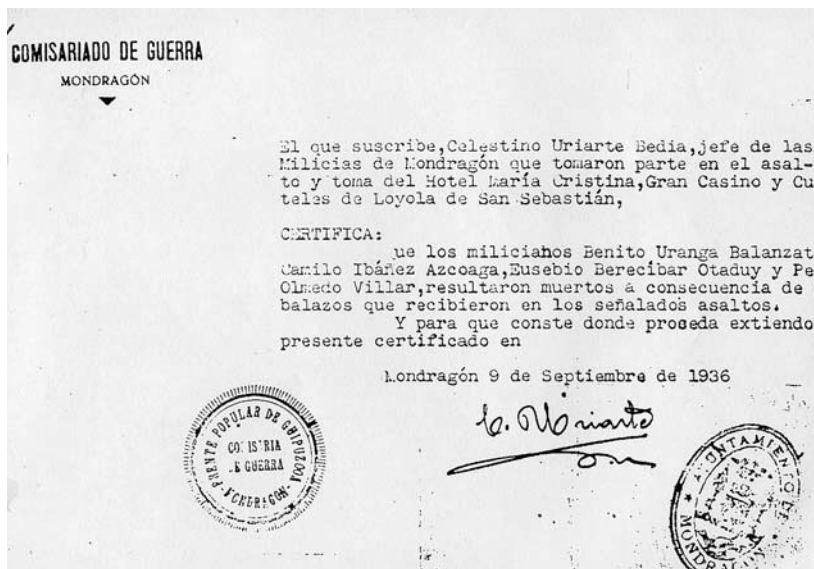 COMISARIADO DE GUERRA
MONDRAGÓN
El que suscribe,Celestino Uriarte Bedia,jefe de las
Milicias de Mondragón que tomaron parte en el asal-
to y toma del Hotel María Cristina,Gran Casino y Cu
teles de Loyola de San Sebastián,
CERTIFICA:
ue los milicianos Benito Uranga Balanzat
Camilo Ibáñez Azcoaga,Eusebio Berecibar Otaduy y Pe
Olmedo Villar,resultaron muertos á consecuencia de
balazos que recibieron en los señalados asaltos.
Y para que conste donde proceda extiendo
presente certificado en
Mondragón 9 de Septiembre de 1936
C. Uriarte
FRENTE POPULAR DE GUIPUZCOA
COMISARIA
DE GUERRA
MONDRAGON
AYUNTAMIENTO DE
MONDRAGON